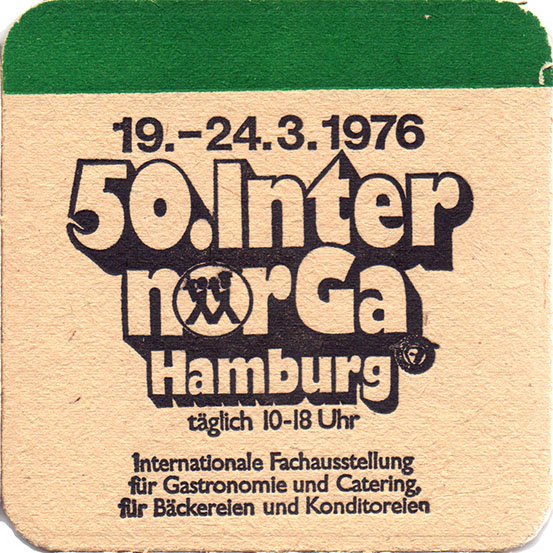 19.–24.3.1976
50. Inter
norGa
Hamburg
täglich 10-18 Uhr
Internationale Fachausstellung
für Gastronomie und Catering,
für Bäckereien und Konditoreien